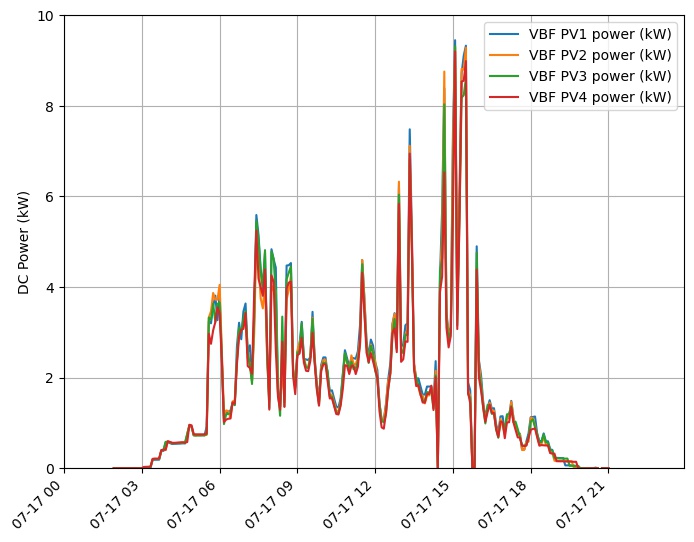 10
8
6
4
2
0
DC Power (kW)
VBF PV1 power (kW)
VBF PV2 power (kW)
VBF PV3 power (kW)
VBF PV4 power (kW)
07-17 00
07-17 03
07-17 06
07-17 09
07-17 12
07-17 15
07-17 18
07-17 21